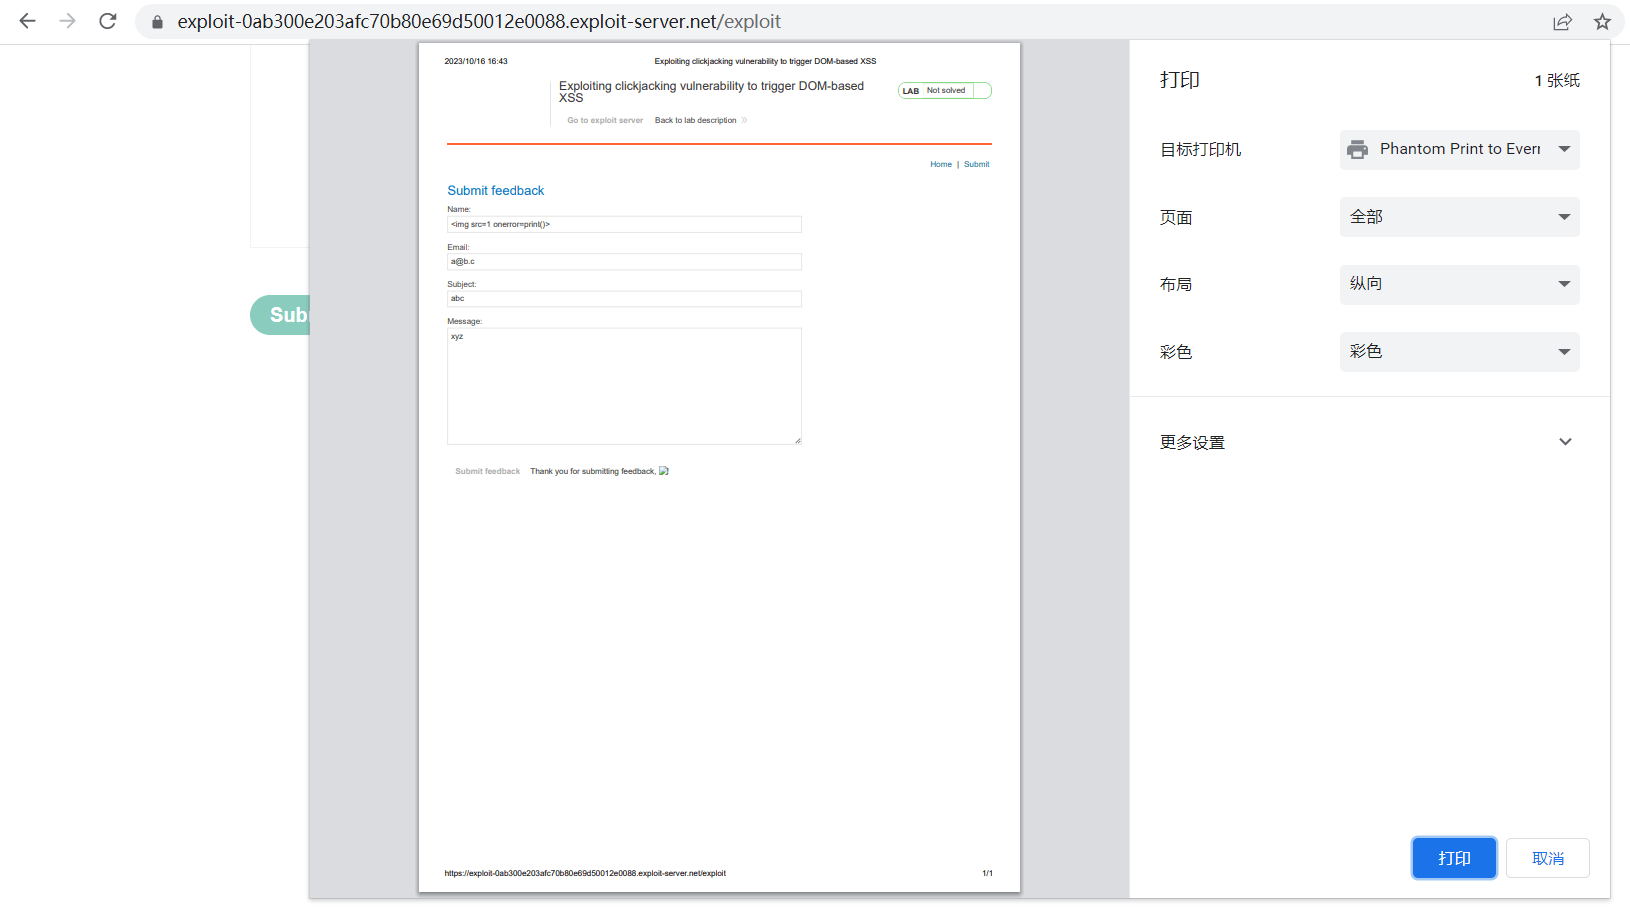 exploit-0ab300e203afc70b80e69d50012e0088.exploit-server.net/exploit
2023/10/16 16:43
Exploiting clickjacking vulnerability to trigger DOM-based XSS
Exploiting clickjacking vulnerability to trigger DOM-based
XSS
LAB Not solved
Go to exploit server Back to lab description
Home | Submit
Submit feedback
Name:
<img src=1 onerror=print()>
Email:
a@b.c
Subject:
abc
Message:
xyz
Submit feedback Thank you for submitting feedback,
https://exploit-0ab300e203afc70b80e69d50012e0088.exploit-server.net/exploit
1/1
Sub
打印
1 张纸
目标打印机
Phantom Print to Ever
页面
全部
布局
纵向
彩色
彩色
更多设置
打印
取消